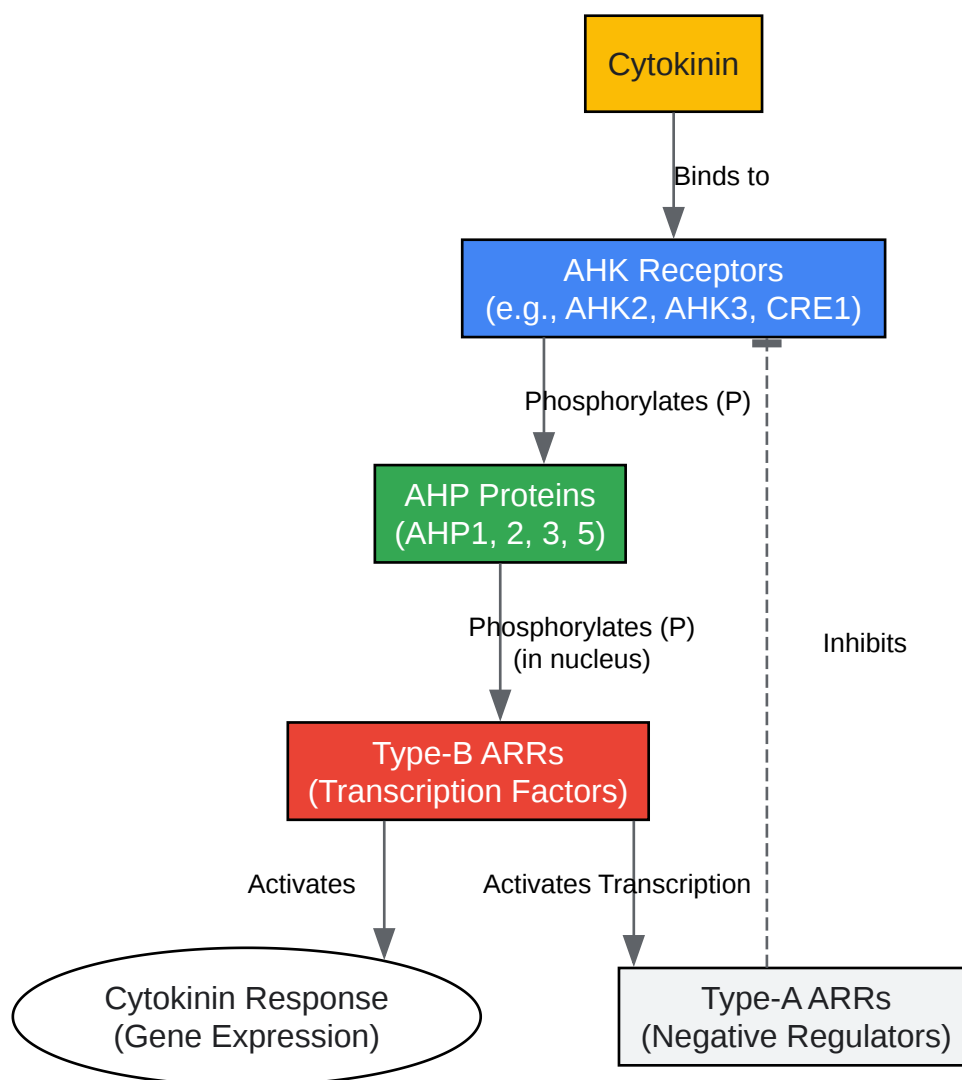 Cytokinin
Binds to
AHK Receptors
(e.g., AHK2, AHK3, CRE1)
Phosphorylates (P)
AHP Proteins
(AHP1, 2, 3, 5)
Phosphorylates (P)
(in nucleus)
Inhibits
Type-B ARRs
(Transcription Factors)
Activates
Activates Transcription
Cytokinin Response
(Gene Expression)
Type-A ARRs
(Negative Regulators)